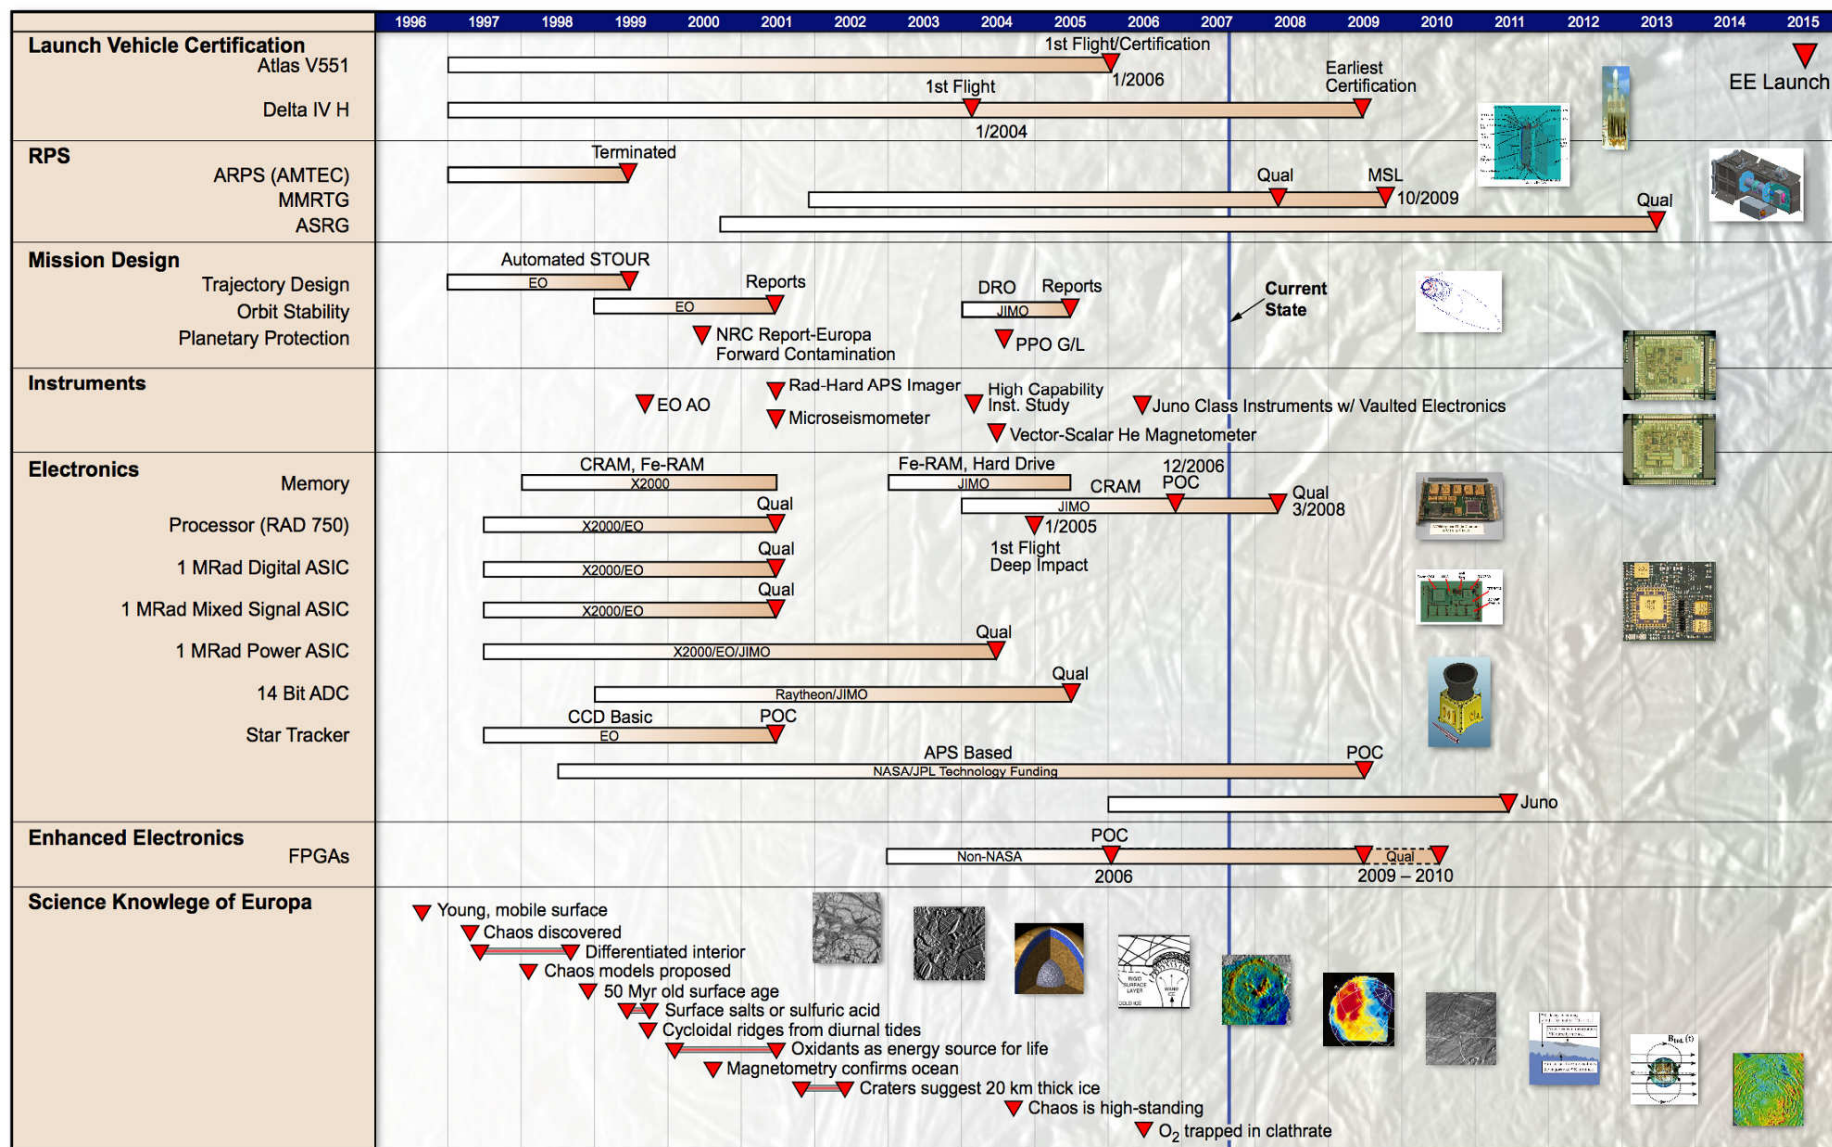 1996 1997 1998 1999 2000 2001 2002 2003 2004 2005 2006 2007 2008 2009 2010 2011 2012 2013 2014 2015
Launch Vehicle Certification
Atlas V551
1st Flight/Certification
1/2006
EE Launch
Delta IV H
1st Flight
1/2004
Earliest
Certification
RPS
ARPS (AMTEC)
Terminated
MMRTG
Qual
MSL
10/2009
ASRG
Qual
Mission Design
Trajectory Design
Automated STOUR
EO
Orbit Stability
EO
Reports
DRO
JIMO
Reports
Current
State
Planetary Protection
NRC Report-Europa
Forward Contamination
PPO G/L
Instruments
EO AO
Rad-Hard APS Imager
Microseismometer
High Capability
Inst. Study
Vector-Scalar He Magnetometer
Juno Class Instruments w/ Vaulted Electronics
Electronics
Memory
CRAM, Fe-RAM
X2000
Fe-RAM, Hard Drive
JIMO
CRAM
JIMO
12/2006
POC
Qual
3/2008
Processor (RAD 750)
X2000/EO
Qual
1/2005
1st Flight
Deep Impact
1 MRad Digital ASIC
X2000/EO
Qual
1 MRad Mixed Signal ASIC
X2000/EO
Qual
1 MRad Power ASIC
X2000/EO/JIMO
Qual
14 Bit ADC
Raytheon/JIMO
Qual
Star Tracker
CCD Basic
EO
POC
APS Based
NASA/JPL Technology Funding
POC
Juno
Enhanced Electronics
FPGAs
Non-NASA
POC
2006
Qual
2009 – 2010
Science Knowlege of Europa
Young, mobile surface
Chaos discovered
Differentiated interior
Chaos models proposed
50 Myr old surface age
Surface salts or sulfuric acid
Cycloidal ridges from diurnal tides
Oxidants as energy source for life
Magnetometry confirms ocean
Craters suggest 20 km thick ice
Chaos is high-standing
O₂ trapped in clathrate
RIGID
SURFACE
LAYER